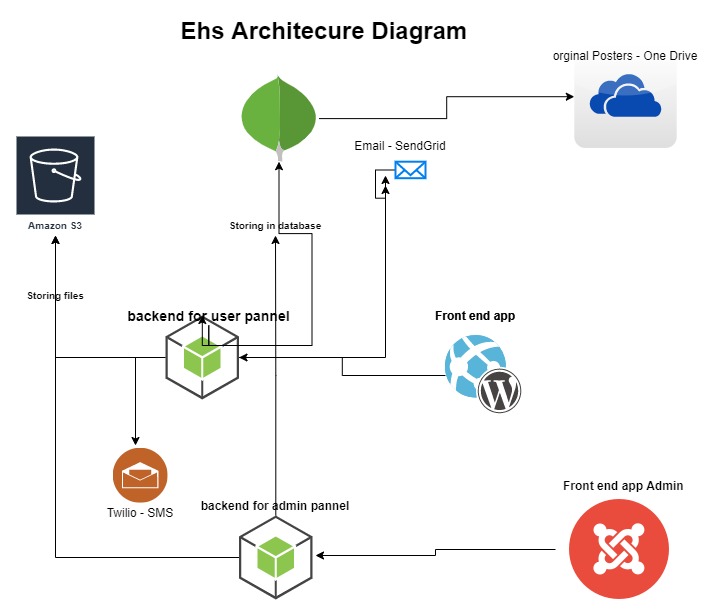 Ehs Architecure Diagram
orginal Posters - One Drive
Email - SendGrid
Amazon S3
Storing in database
Storing files
backend for user pannel
Front end app
W
Front end app Admin
backend for admin pannel
Twilio - SMS